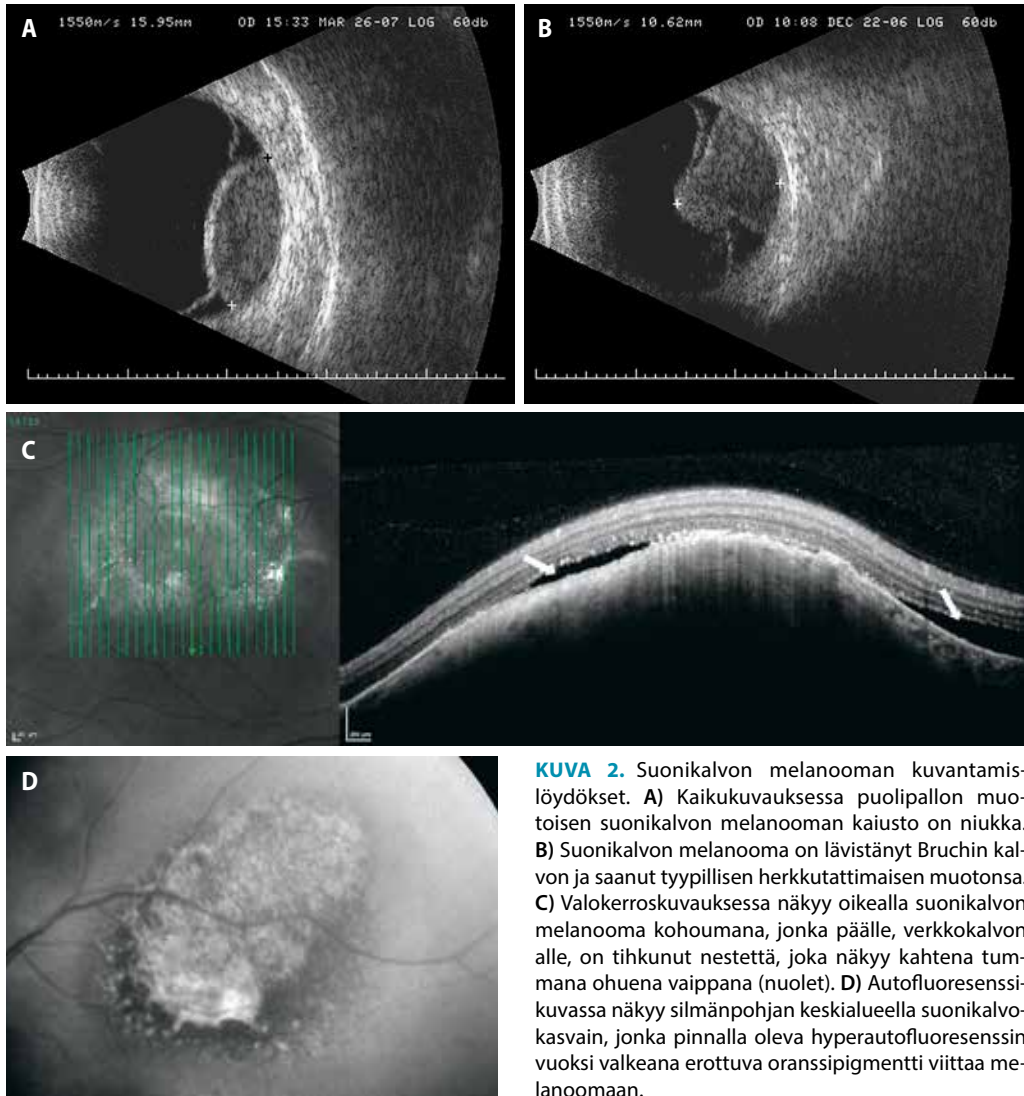 A
1550m/s 15.95mm OD 15:33 MAR 26-07 LOG 60db
B
1550m/s 10.62mm OD 10:08 DEC 22-06 LOG 60db
C
D
KUVA 2. Suonikalvon melanooman kuvantamis-
löydökset. A) Kaikukuvauksessa puolipallon muo-
toisen suonikalvon melanooman kaiusto on niukka.
B) Suonikalvon melanooma on lävistänyt Bruchin kal-
von ja saanut tyypillisen herkkutattimaisen muotonsa.
C) Valokerroskuvauksessa näkyy oikealla suonikalvon
melanooma kohoumana, jonka päälle, verkkokalvon
alle, on tihkunut nestettä, joka näkyy kahtena tum-
mana ohuena vaippana (nuolet). D) Autofluoresenssi-
kuvassa näkyy silmänpohjan keskialueella suonikalvo-
kasvain, jonka pinnalla oleva hyperautofluoresenssin
vuoksi valkeana erottuva oranssipigmentti viittaa me-
lanoomaan.